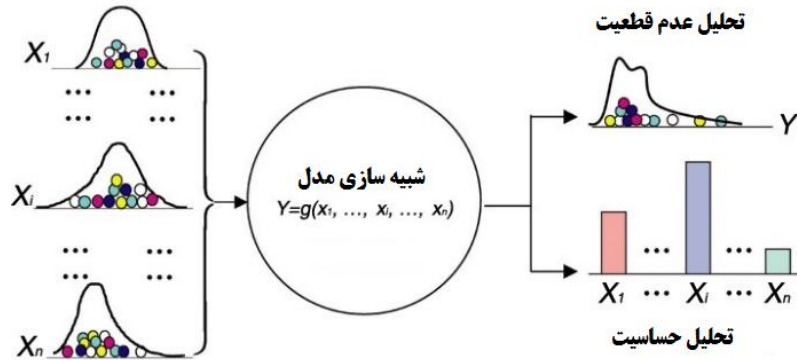 تحلیل عدم قطعیت
X1
... ...
Xi
... ...
... ...
Xn
شبیه سازی مدل
Y=g(x1, ..., xi, ..., xn)
Y
... ...
X1 ... Xi ... Xn
تحلیل حساسیت